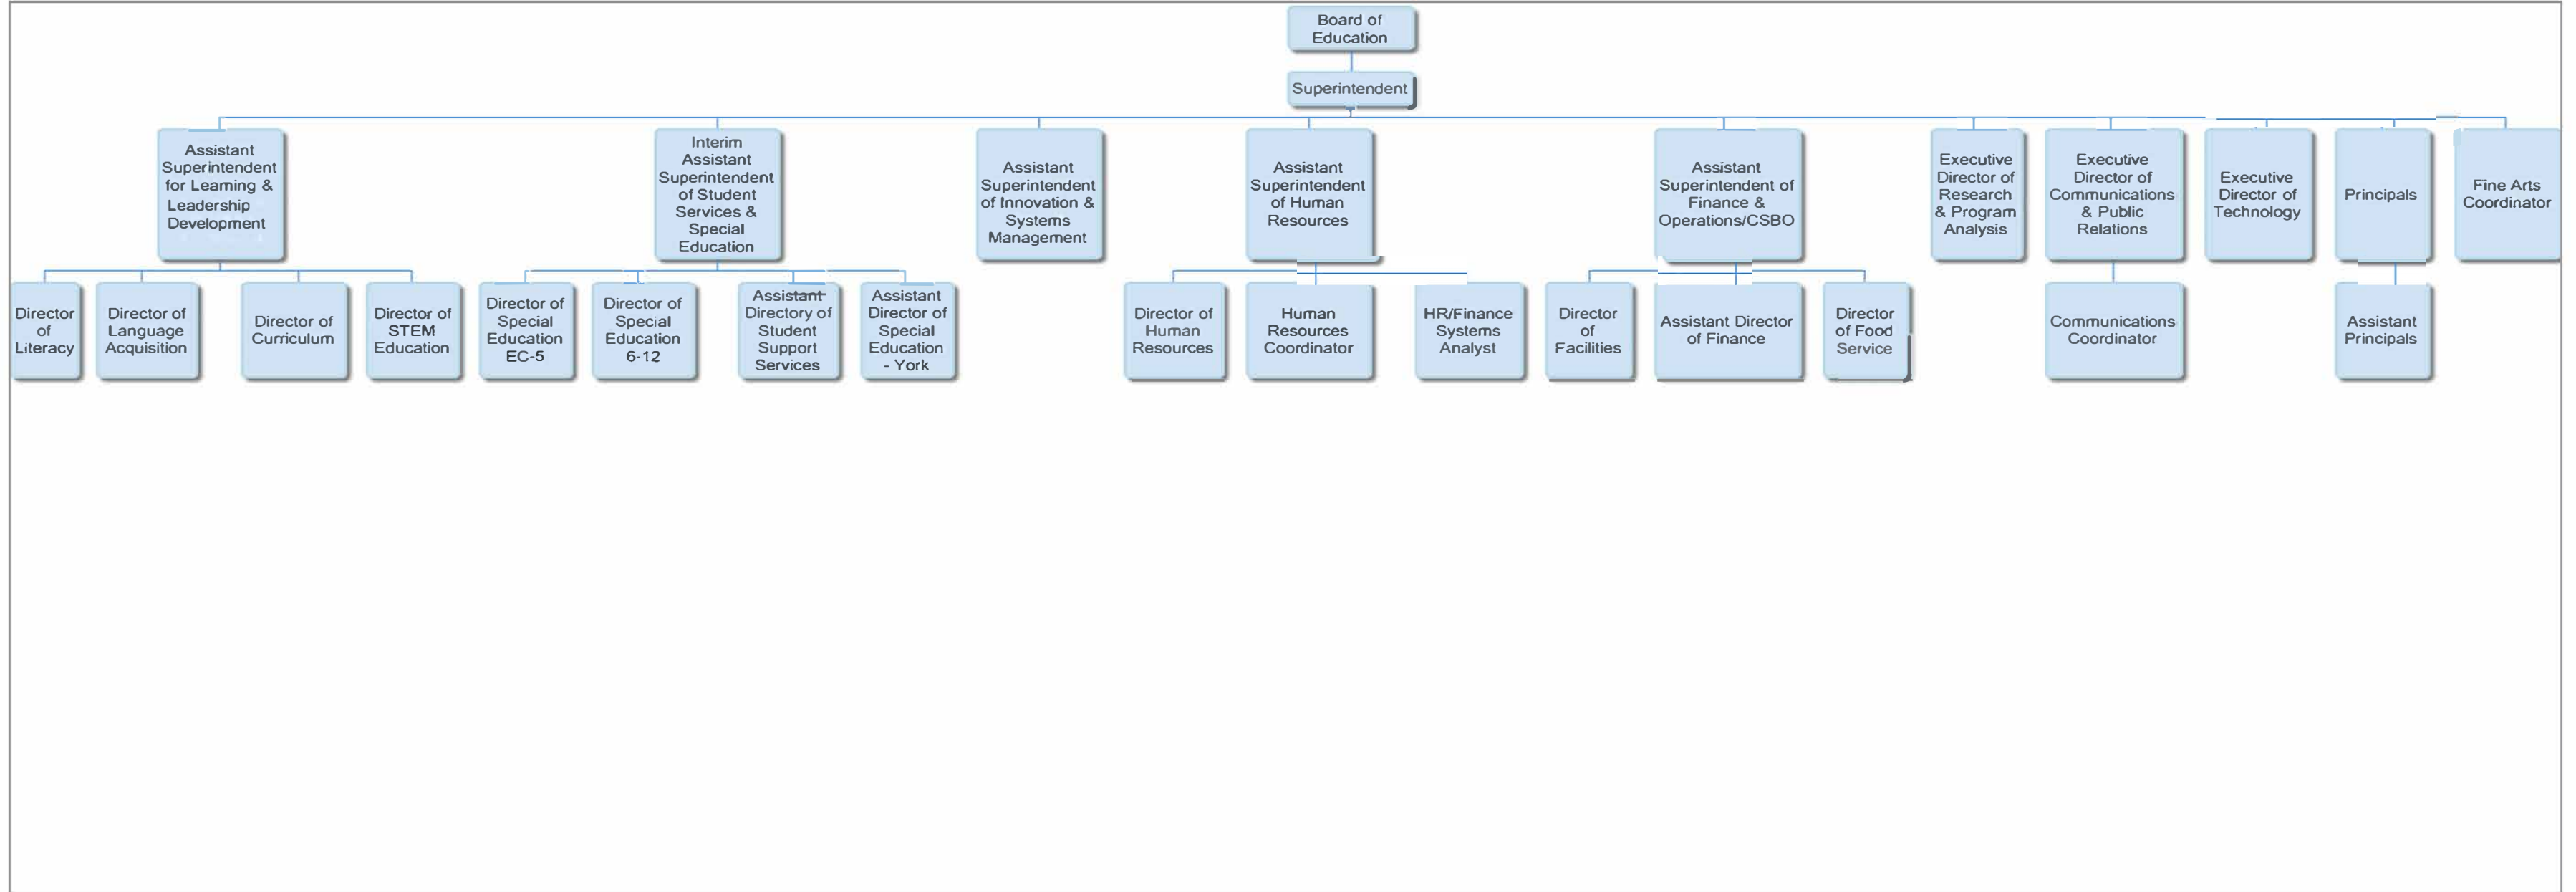 Board of
Education
Superintendent
Assistant
Superintendent
for Learning &
Leadership
Development
Interim
Assistant
Superintendent
of Student
Services &
Special
Education
Assistant
Superintendent
of Innovation &
Systems
Management
Assistant
Superintendent
of Human
Resources
Assistant
Superintendent of
Finance &
Operations/CSBO
Executive
Director of
Research
& Program
Analysis
Executive
Director of
Communications
& Public
Relations
Executive
Director of
Technology
Principals
Fine Arts
Coordinator
Director
of
Literacy
Director of
Language
Acquisition
Director of
Curriculum
Director of
STEM
Education
Director of
Special
Education
EC-5
Director of
Special
Education
6-12
Assistant
Directory of
Student
Support
Services
Assistant
Director of
Special
Education
- York
Director of
Human
Resources
Human
Resources
Coordinator
HR/Finance
Systems
Analyst
Director
of
Facilities
Assistant Director
of Finance
Director
of Food
Service
Communications
Coordinator
Assistant
Principals